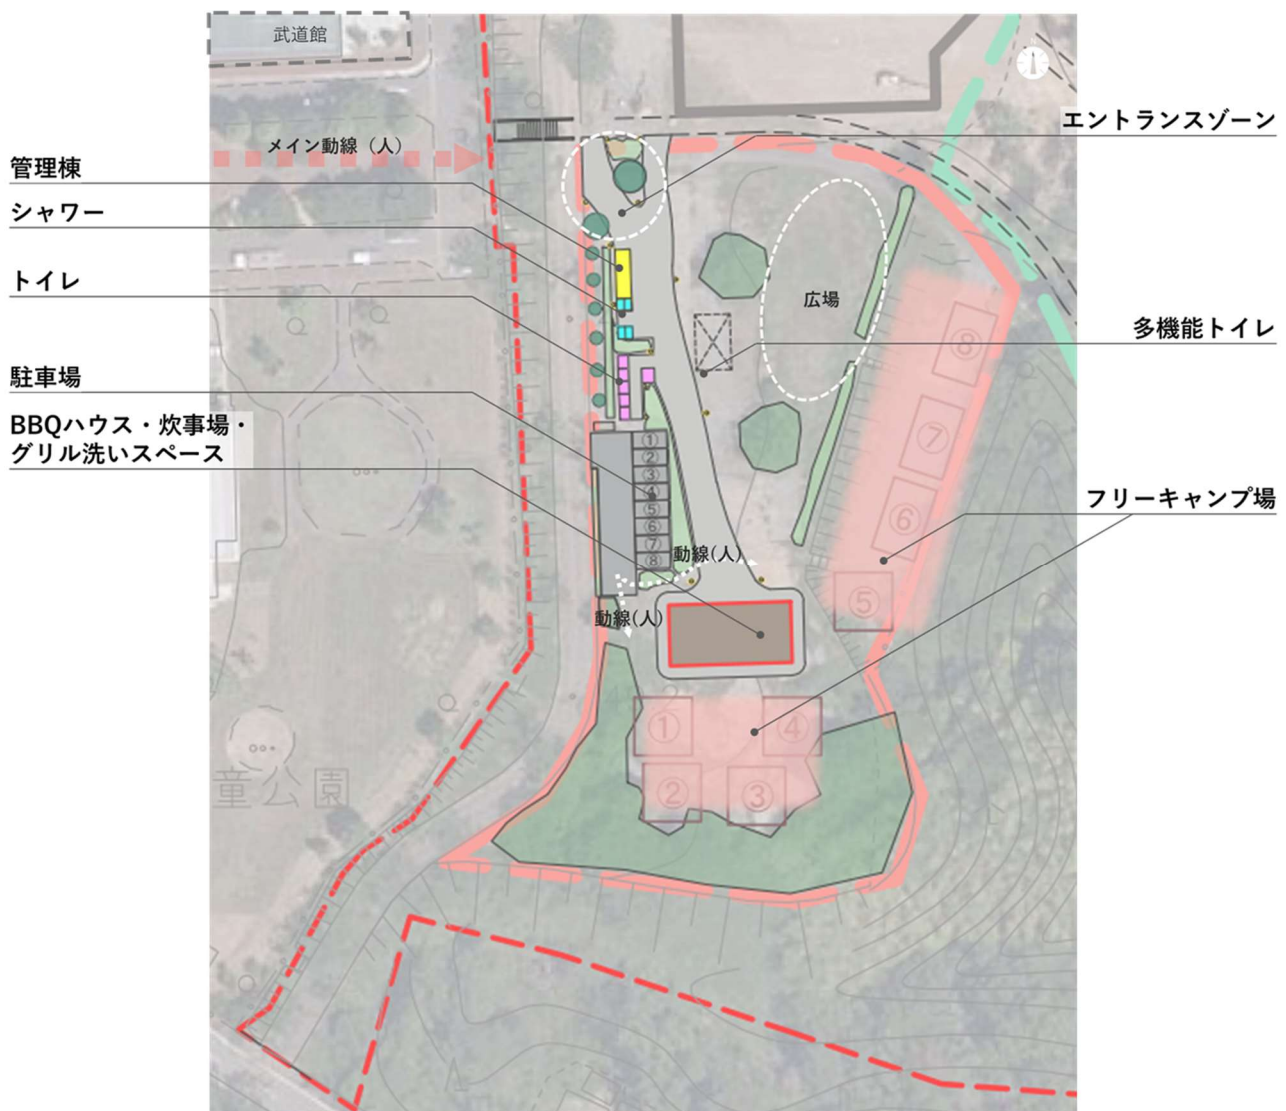 武道館
メイン動線（人）
エントランスゾーン
管理棟
シャワー
トイレ
広場
多機能トイレ
⑧
駐車場
⑦
BBQハウス・炊事場・
グリル洗いスペース
①
②
③
④
⑤
⑥
⑦
⑧
⑥
フリーキャンプ場
動線(人)
⑤
動線(人)
①
④
②
③
童公園